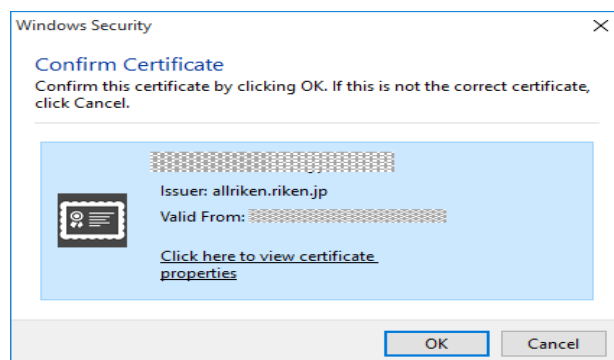 Windows Security
Confirm Certificate
Confirm this certificate by clicking OK. If this is not the correct certificate,
click Cancel.
Issuer: allriken.riken.jp
Valid From:
Click here to view certificate
properties
OK
Cancel